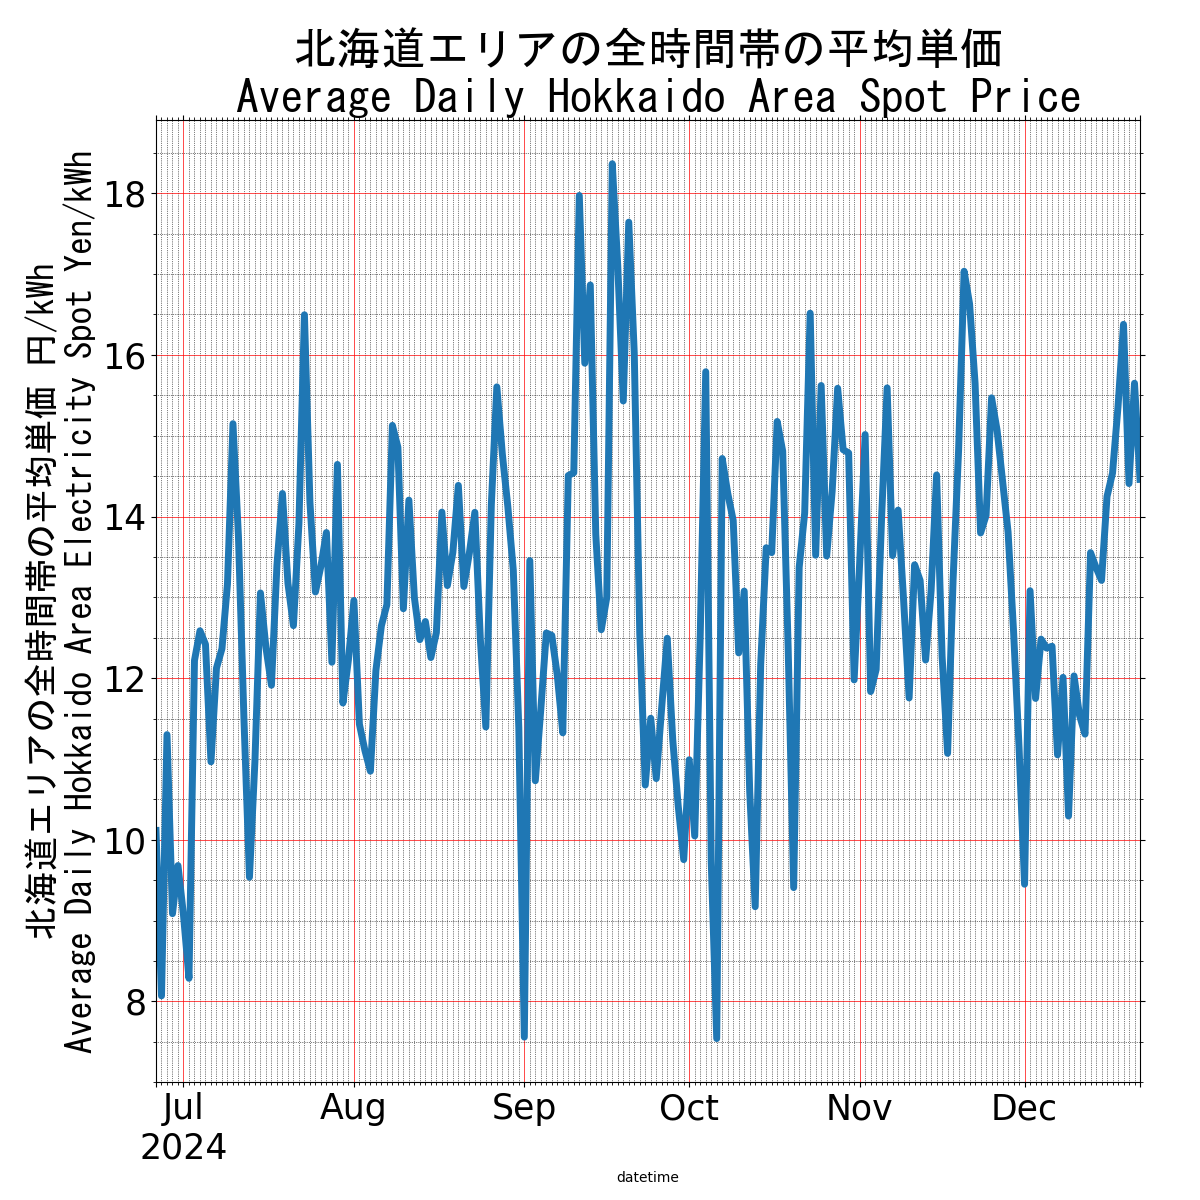 北海道エリアの全時間帯の平均単価
Average Daily Hokkaido Area Spot Price
北海道エリアの全時間帯の平均単価 円/kWh
Average Daily Hokkaido Area Electricity Spot Yen/kWh
18
16
14
12
10
8
Jul
Aug
Sep
Oct
Nov
Dec
2024
datetime